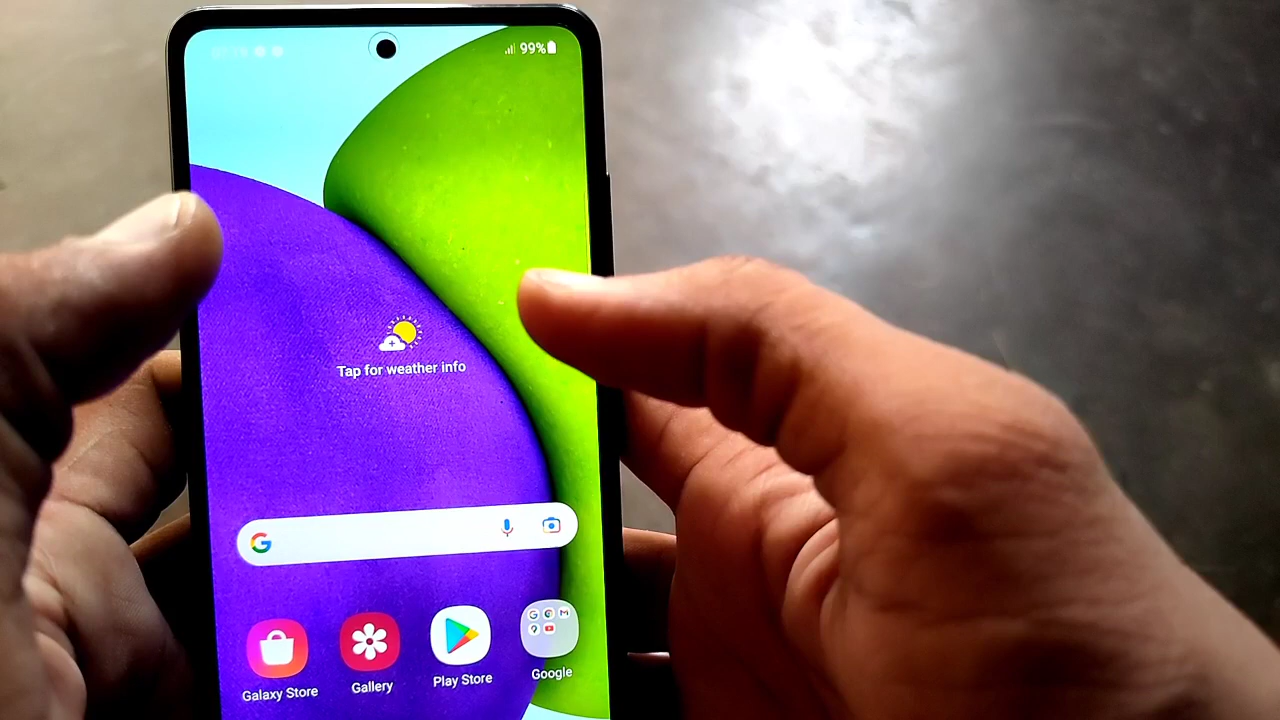 99%
Tap for weather info
G
Galaxy Store
Gallery
Play Store
Google